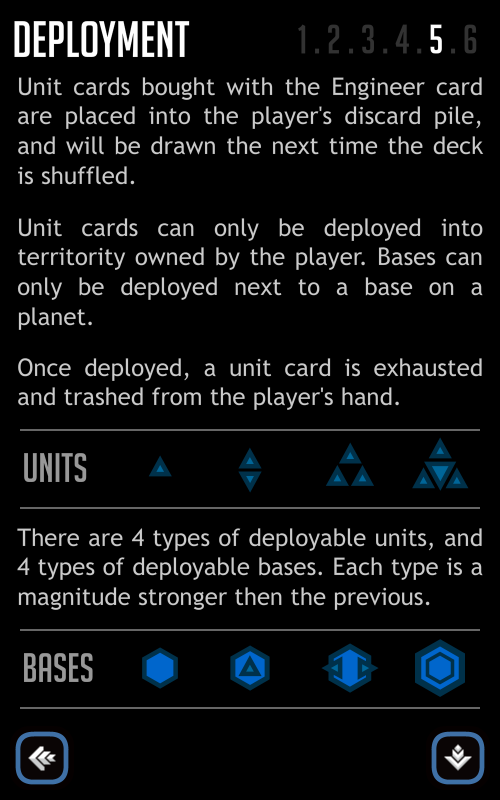 DEPLOYMENT 1.2.3.4.5.6
Unit cards bought with the Engineer card
are placed into the player's discard pile,
and will be drawn the next time the deck
is shuffled.
Unit cards can only be deployed into
territority owned by the player. Bases can
only be deployed next to a base on a
planet.
Once deployed, a unit card is exhausted
and trashed from the player's hand.
UNITS
There are 4 types of deployable units, and
4 types of deployable bases. Each type is a
magnitude stronger then the previous.
BASES